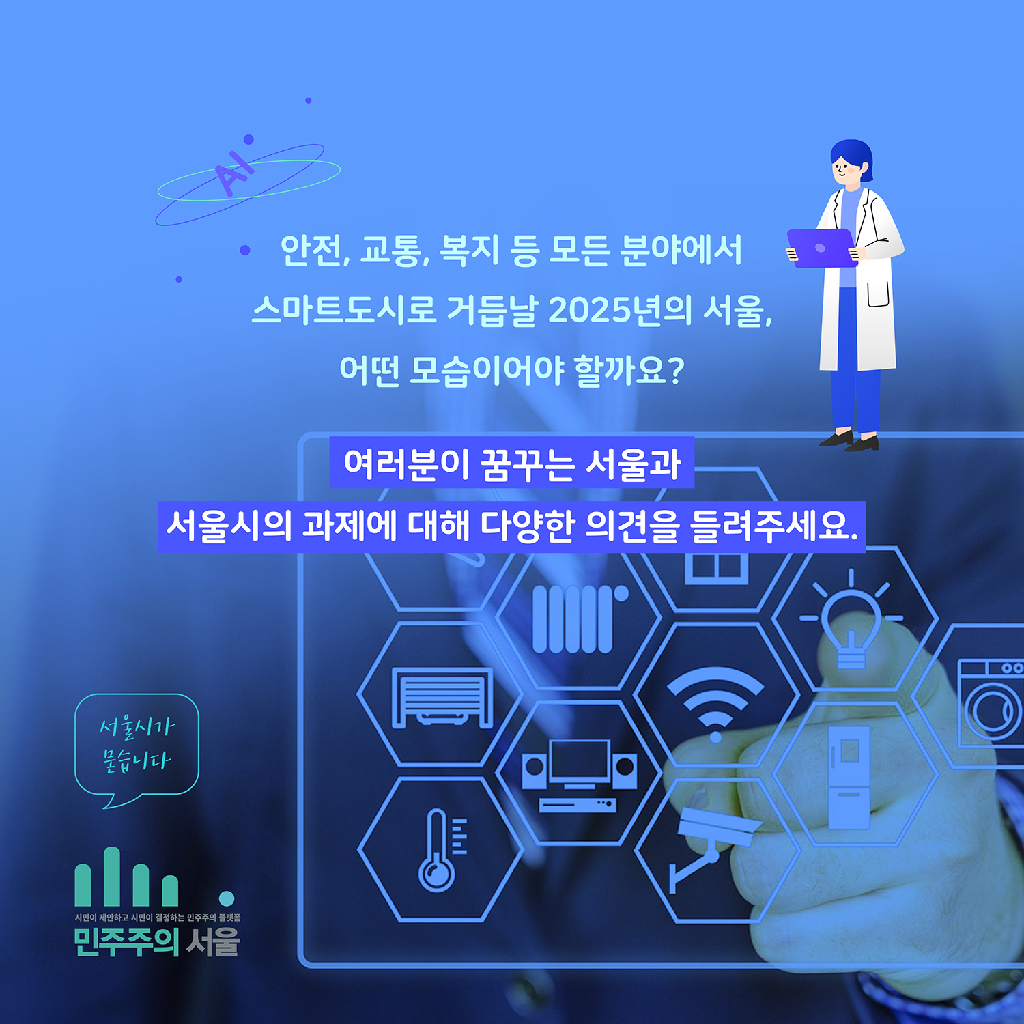 AI
안전, 교통, 복지 등 모든 분야에서
스마트도시로 거듭날 2025년의 서울,
어떤 모습이어야 할까요?
여러분이 꿈꾸는 서울과
서울시의 과제에 대해 다양한 의견을 들려주세요.
서울시가
묻습니다
시민이 제안하고 시민이 결정하는 민주주의 플랫폼
민주주의 서울